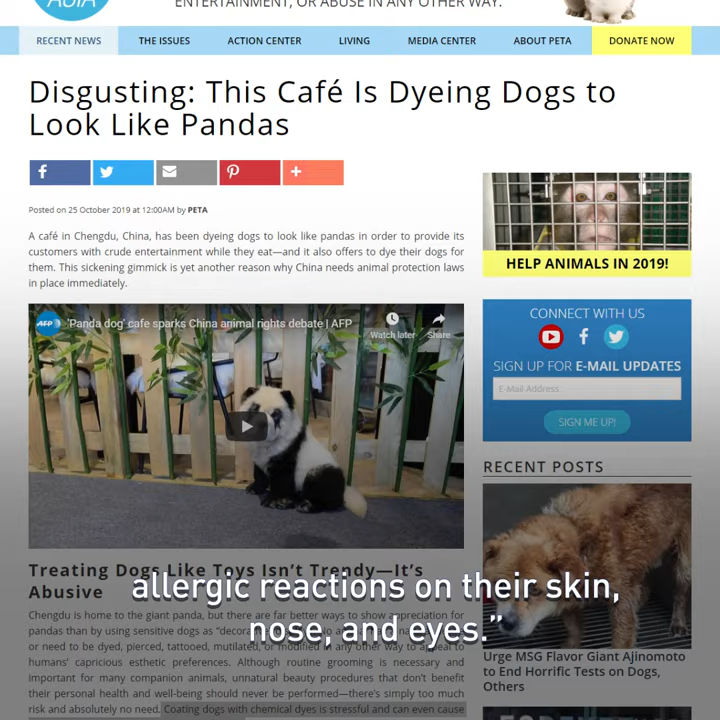 ASIA
ENTERTAINMENT, OR ABUSE IN ANY OTHER WAY.
RECENT NEWS
THE ISSUES
ACTION CENTER
LIVING
MEDIA CENTER
ABOUT PETA
DONATE NOW
Disgusting: This Café Is Dyeing Dogs to
Look Like Pandas
Posted on 25 October 2019 at 12:00AM by PETA
A café in Chengdu, China, has been dyeing dogs to look like pandas in order to provide its
customers with crude entertainment while they eat—and it also offers to dye their dogs for
them. This sickening gimmick is yet another reason why China needs animal protection laws
in place immediately.
AFP
'Panda dog' cafe sparks China animal rights debate | AFP
Watch later
Share
Treating Dogs Like Toys Isn't Trendy—It's
Abusive
Chengdu is home to the giant panda, but there are far better ways to show appreciation for
pandas than by using sensitive dogs as "decora
or need to be dyed, pierced, tattooed, mutilated, or modified in any other way to appeal to
humans' capricious esthetic preferences. Although routine grooming is necessary and
important for many companion animals, unnatural beauty procedures that don't benefit
their personal health and well-being should never be performed—there's simply too much
risk and absolutely no need. Coating dogs with chemical dyes is stressful and can even cause
allergic reactions on their skin,
nose, and eyes."
HELP ANIMALS IN 2019!
CONNECT WITH US
SIGN UP FOR E-MAIL UPDATES
E-Mail Address
SIGN ME UP!
RECENT POSTS
Urge MSG Flavor Giant Ajinomoto
to End Horrific Tests on Dogs,
Others